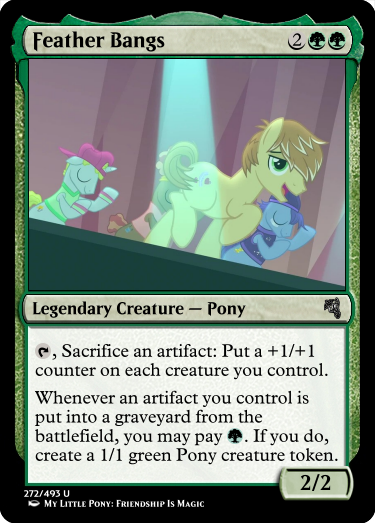 Feather Bangs 2
Legendary Creature — Pony
, Sacrifice an artifact: Put a +1/+1
counter on each creature you control.
Whenever an artifact you control is
put into a graveyard from the
battlefield, you may pay . If you do,
create a 1/1 green Pony creature token.
2/2
272/493 U
My Little Pony: Friendship Is Magic